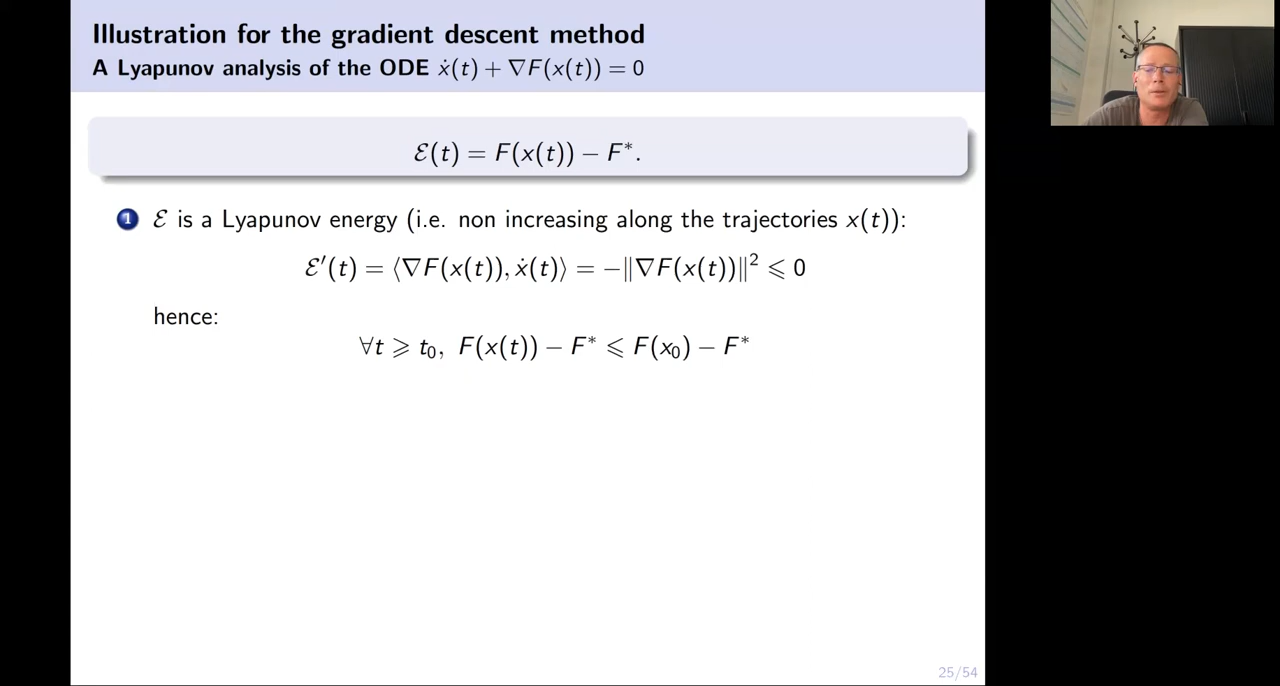 Illustration for the gradient descent method
A Lyapunov analysis of the ODE ẋ(t) + ∇F(x(t)) = 0
ℰ(t) = F(x(t)) − F*.
1 ℰ is a Lyapunov energy (i.e. non increasing along the trajectories x(t)):
ℰ′(t) = ⟨∇F(x(t)), ẋ(t)⟩ = −‖∇F(x(t))‖² ⩽ 0
hence:
∀t ⩾ t₀, F(x(t)) − F* ⩽ F(x₀) − F*
25/54